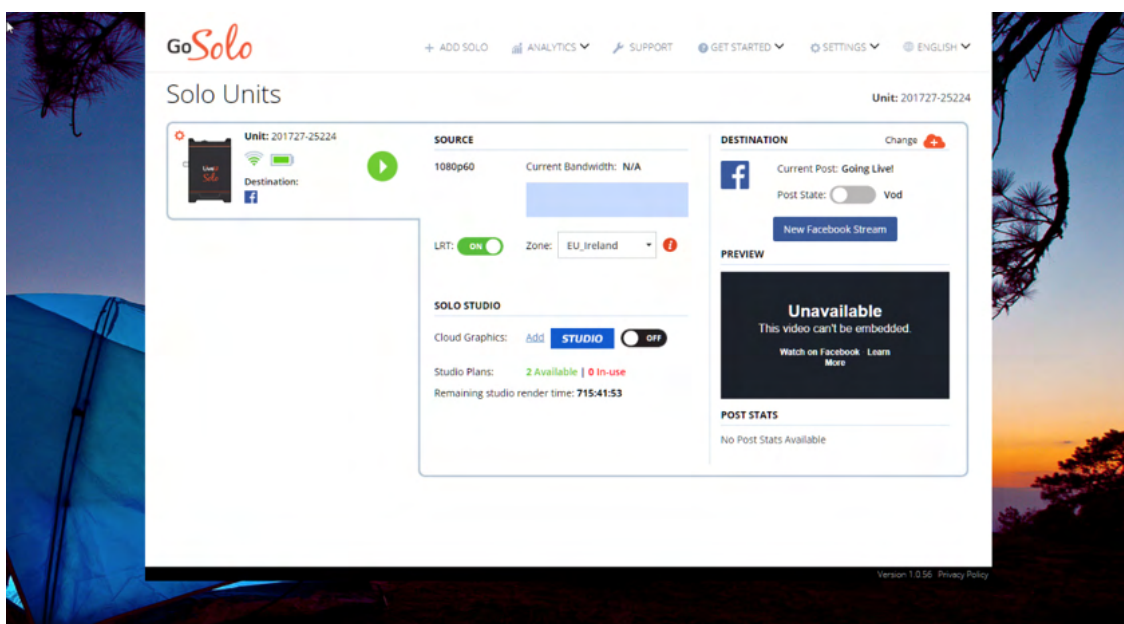 GoSolo
+ ADD SOLO ANALYTICS SUPPORT GET STARTED SETTINGS ENGLISH
Solo Units
Unit: 201727-25224
Unit: 201727-25224
Destination:
LiveU
Solo
SOURCE
1080p60 Current Bandwidth: N/A
LRT: ON Zone: EU_Ireland
SOLO STUDIO
Cloud Graphics: Add STUDIO OFF
Studio Plans: 2 Available | 0 In-use
Remaining studio render time: 715:41:53
DESTINATION Change
Current Post: Going Live!
Post State: Vod
New Facebook Stream
PREVIEW
Unavailable
This video can't be embedded.
Watch on Facebook · Learn
More
POST STATS
No Post Stats Available
Version 1.0.56 Privacy Policy